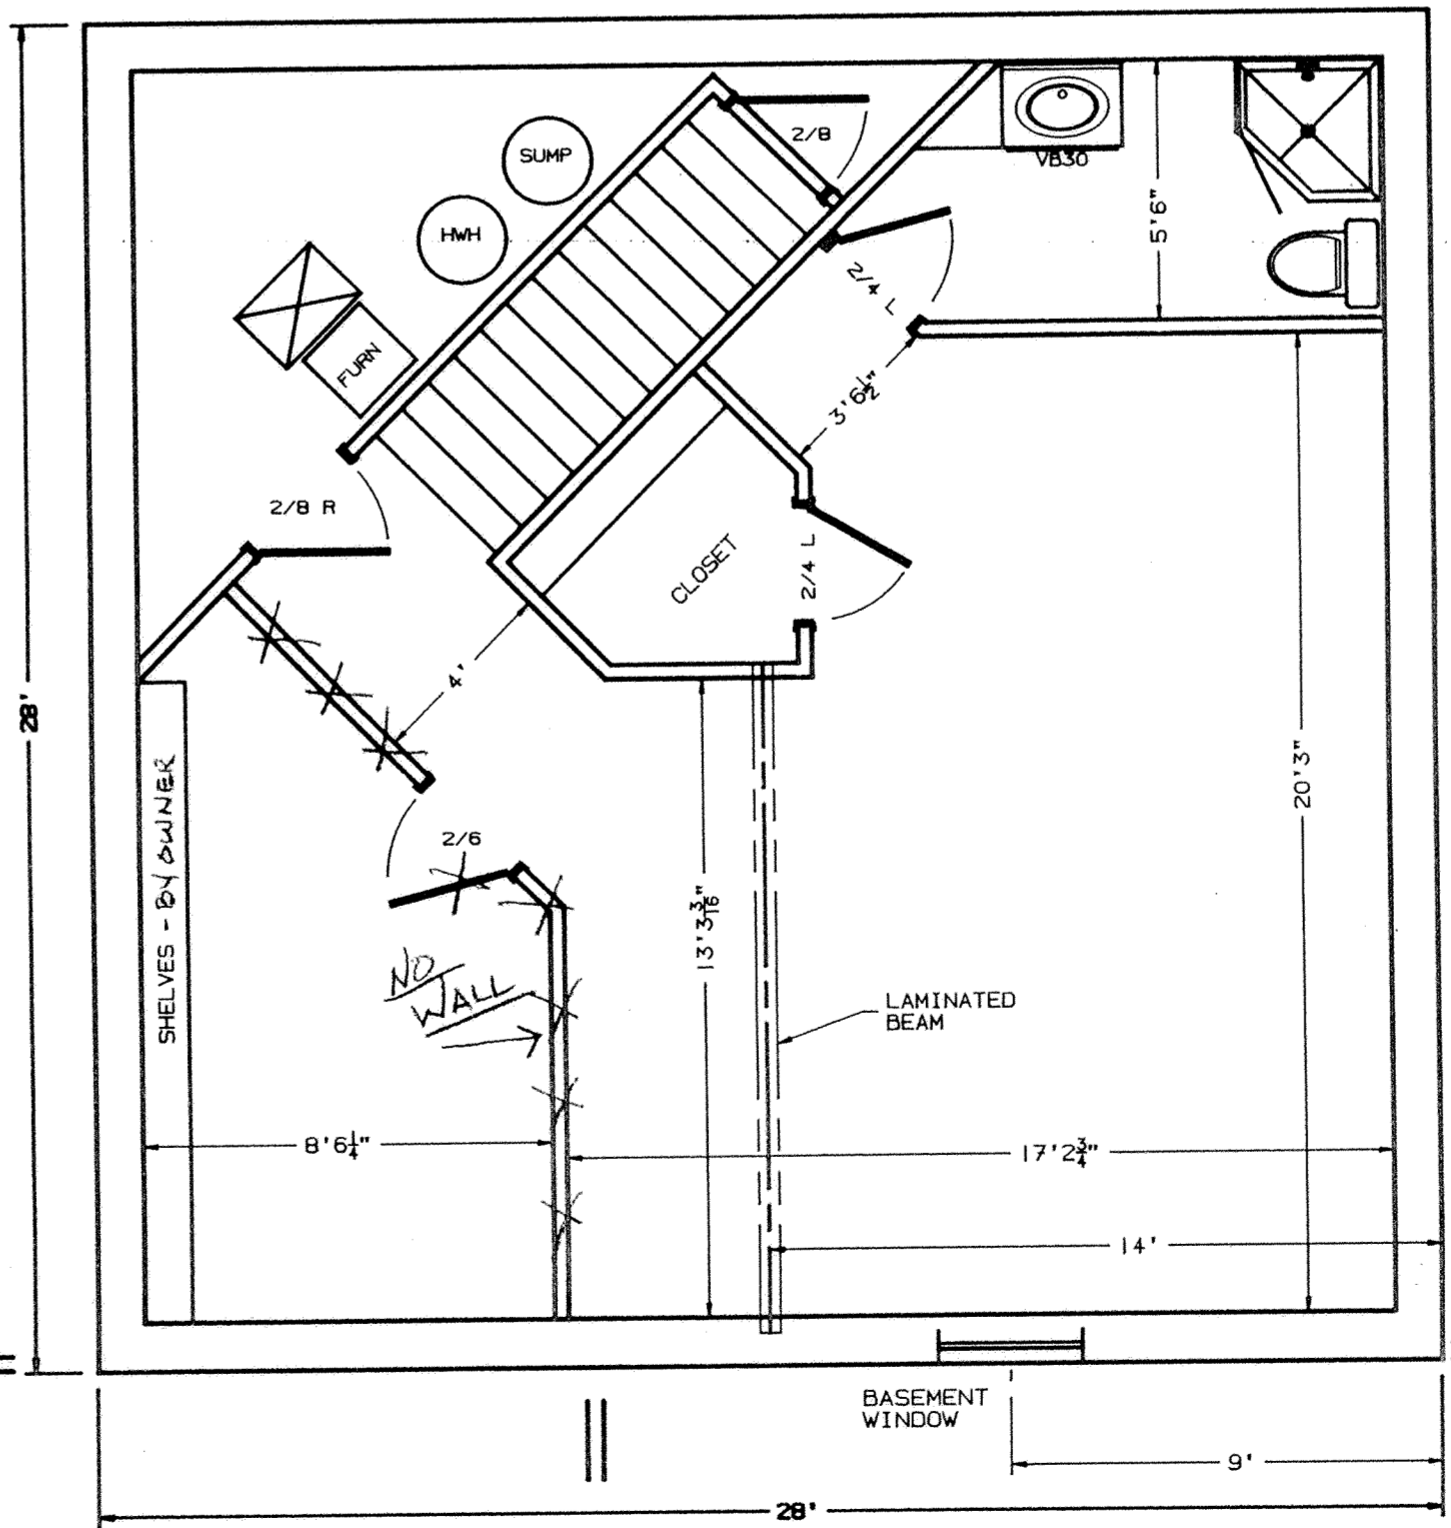 2/8
VB30
SUMP
HWH
FURN
2/4 L
5'6"
3'6½"
2/8 R
CLOSET
2/4 L
4'
28'
SHELVES - BY OWNER
2/6
20'3"
13'3 3/16"
NO
WALL
LAMINATED
BEAM
8'6¼"
17'2¾"
14'
BASEMENT
WINDOW
9'
28'